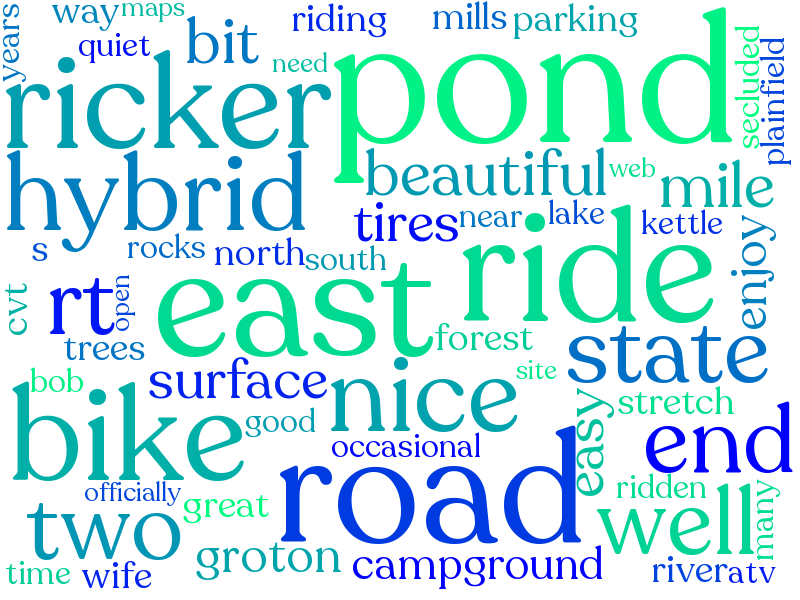 years
way
maps
quiet
bit
riding
mills
parking
need
ricker
pond
secluded
plainfield
hybrid
beautiful
web
mile
tires
near
lake
kettle
s
rocks
north
south
ride
enjoy
cvt
rt
open
east
trees
forest
state
bob
surface
nice
site
stretch
bike
good
occasional
easy
end
officially
road
ridden
two
great
well
many
groton
campground
time
wife
river
atv